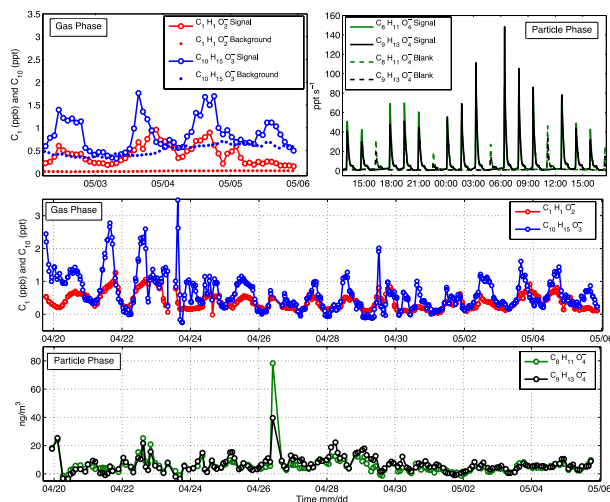 Gas Phase
C1 H1 O2- Signal
C1 H1 O2- Background
C10 H15 O3- Signal
C10 H15 O3- Background
C1 (ppb) and C10 (ppt)
2.5
2
1.5
1
0.5
0
05/03 05/04 05/05 05/06
Particle Phase
C8 H11 O4- Signal
C9 H13 O4- Signal
C8 H11 O4- Blank
C9 H13 O4- Blank
ppt s-1
150
100
50
0
15:00 18:00 21:00 00:00 03:00 06:00 09:00 12:00 15:00
Gas Phase
C1 H1 O2-
C10 H15 O3-
C1 (ppb) and C10 (ppt)
3
2
1
0
04/20 04/22 04/24 04/26 04/28 04/30 05/02 05/04 05/06
Particle Phase
C8 H11 O4-
C9 H13 O4-
ng/m3
80
60
40
20
0
04/20 04/22 04/24 04/26 04/28 04/30 05/02 05/04 05/06
Time mm/dd